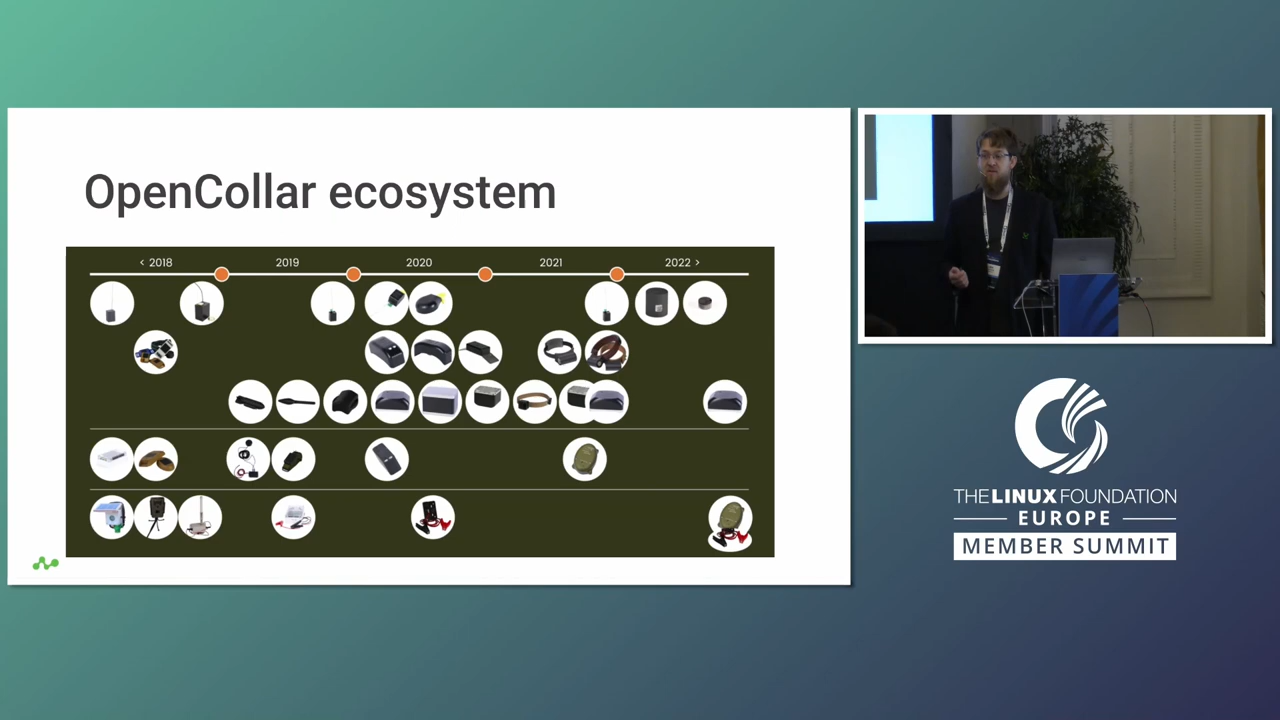 OpenCollar ecosystem
< 2018 2019 2020 2021 2022 >
THE LINUX FOUNDATION
EUROPE
MEMBER SUMMIT